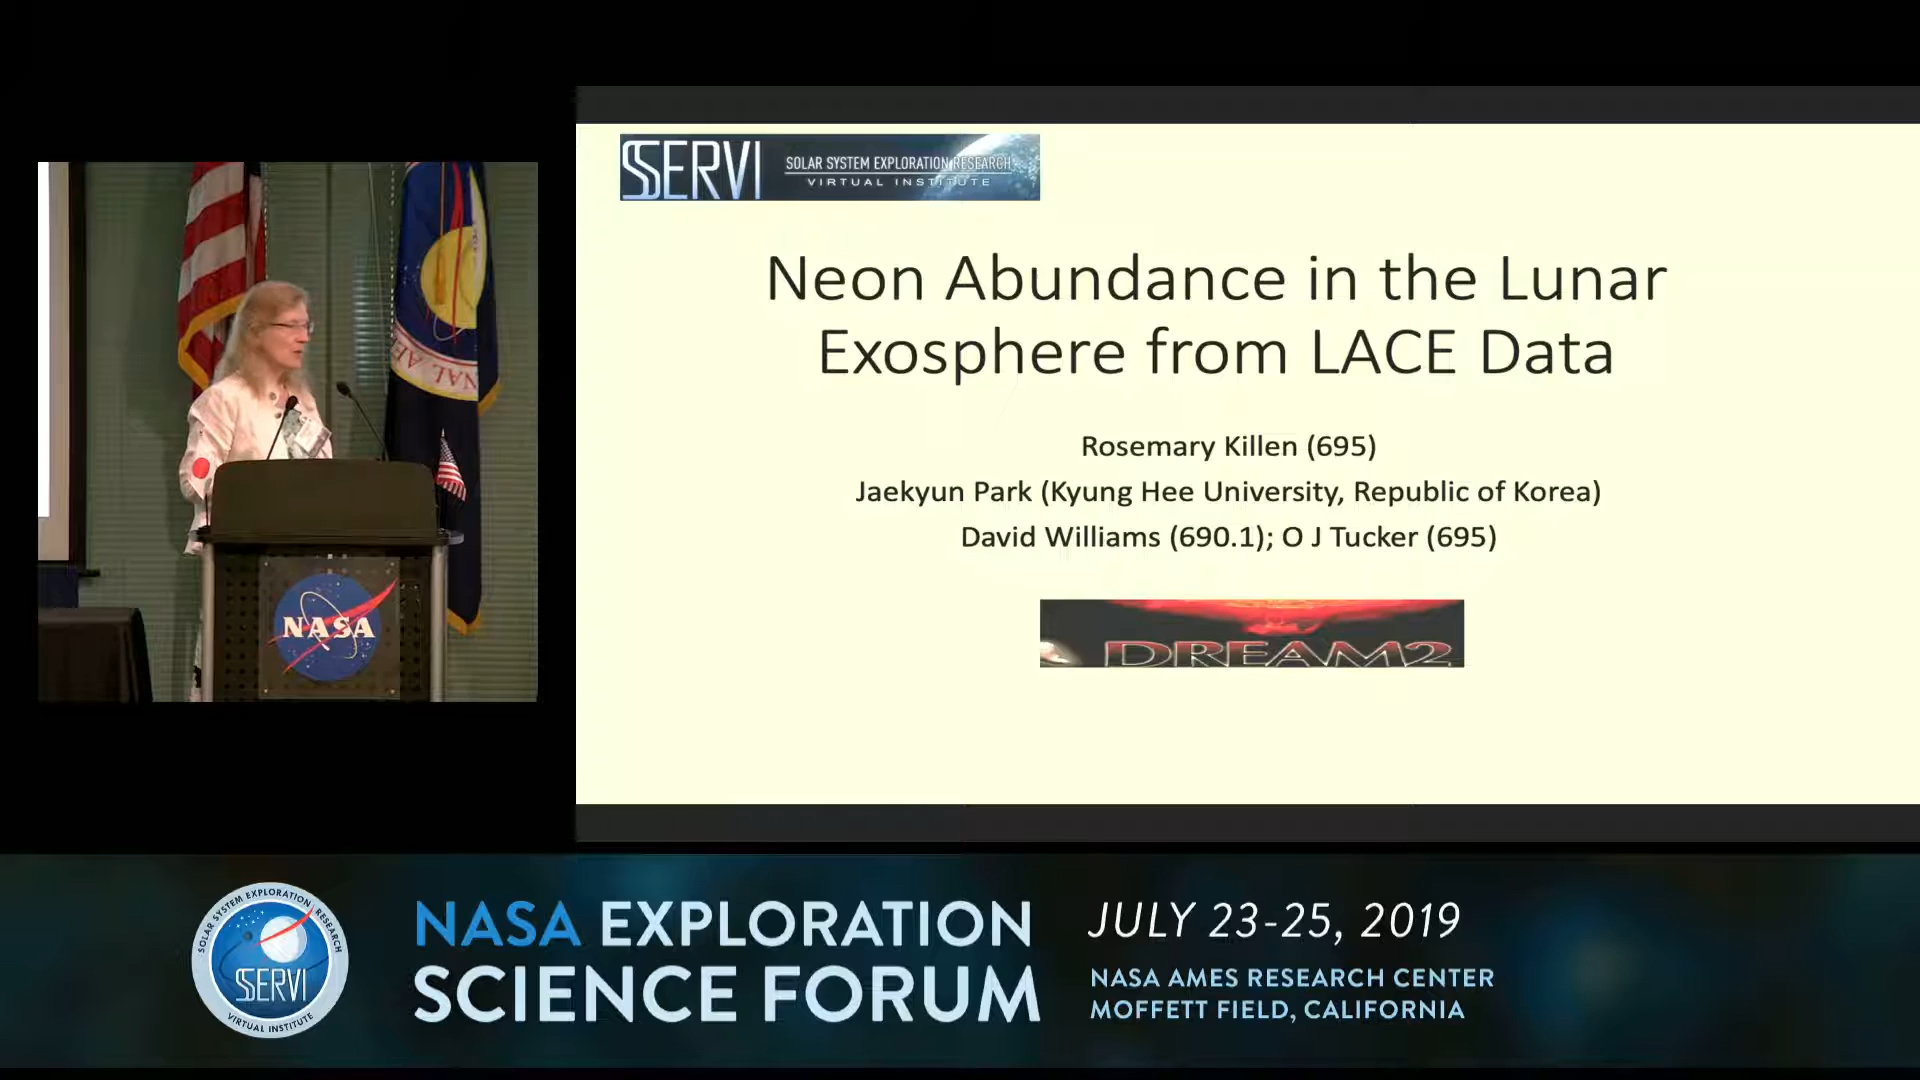 SSERVI
SOLAR SYSTEM EXPLORATION RESEARCH
VIRTUAL INSTITUTE
Neon Abundance in the Lunar
Exosphere from LACE Data
Rosemary Killen (695)
Jaekyun Park (Kyung Hee University, Republic of Korea)
David Williams (690.1); O J Tucker (695)
DREAM2
NASA
SOLAR SYSTEM EXPLORATION RESEARCH
SSERVI
VIRTUAL INSTITUTE
NASA EXPLORATION
SCIENCE FORUM
JULY 23-25, 2019
NASA AMES RESEARCH CENTER
MOFFETT FIELD, CALIFORNIA